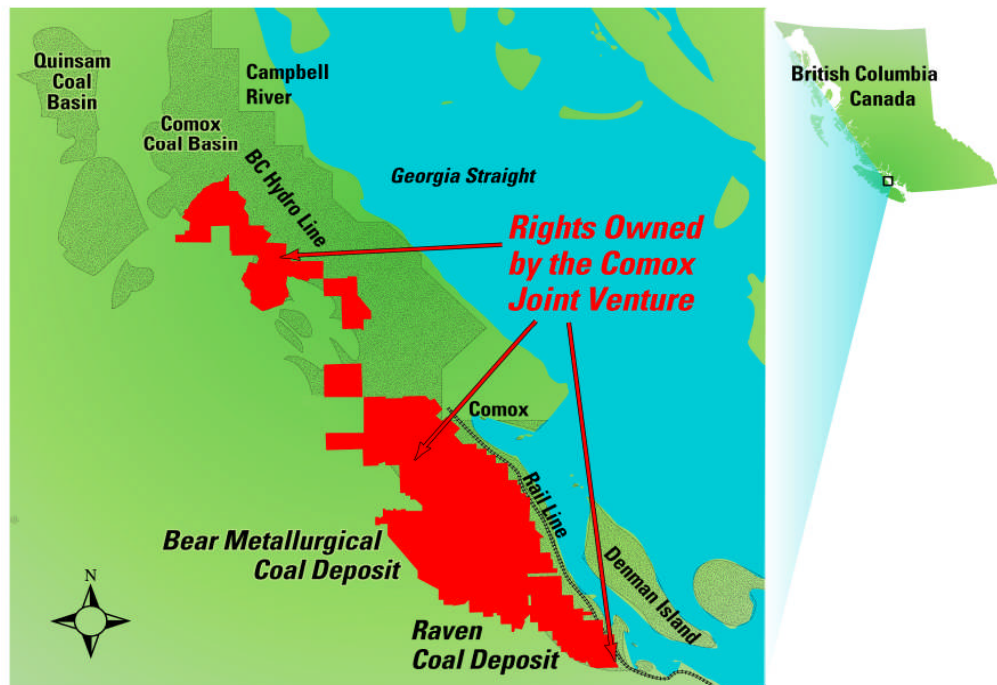 Quinsam
Coal
Basin
Campbell
River
Comox
Coal Basin
BC Hydro Line
Georgia Straight
British Columbia
Canada
Rights Owned
by the Comox
Joint Venture
Comox
Rail Line
Denman Island
Bear Metallurgical
Coal Deposit
Raven
Coal Deposit
N